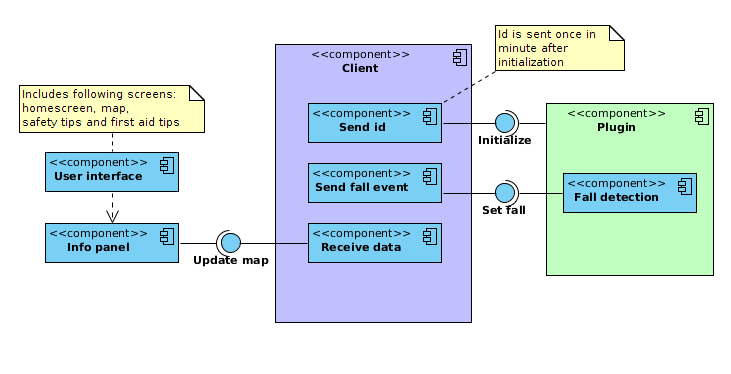 Id is sent once in
minute after
initialization
<<component>>
Client
Includes following screens:
homescreen, map,
safety tips and first aid tips
<<component>>
Send id
Initialize
<<component>>
Plugin
<<component>>
User interface
<<component>>
Send fall event
Set fall
<<component>>
Fall detection
<<component>>
Info panel
Update map
<<component>>
Receive data